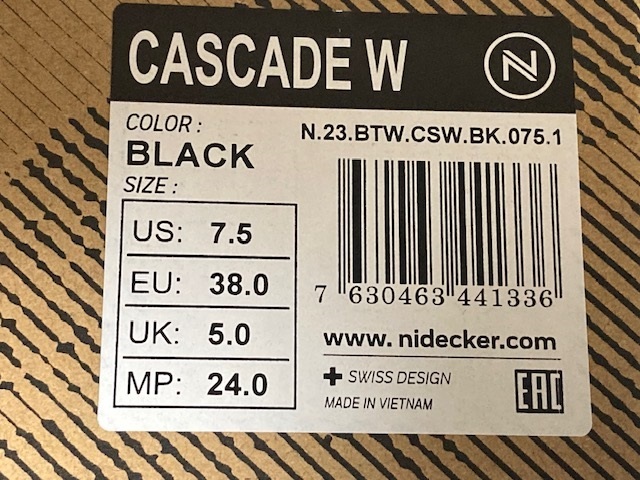 CASCADE W
N
COLOR :
BLACK
N.23.BTW.CSW.BK.075.1
SIZE :
US: 7.5
EU: 38.0
UK: 5.0
MP: 24.0
7 630463 441336
www. nidecker.com
+ SWISS DESIGN
MADE IN VIETNAM
EAC